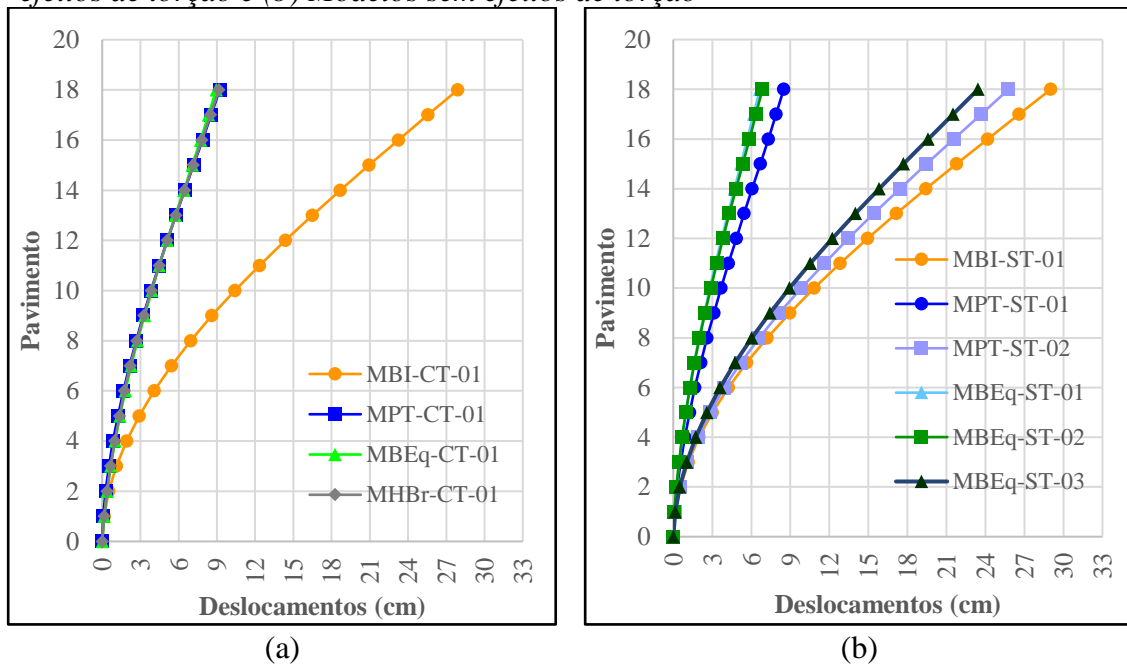 efeitos de torção e (b) Modelos sem efeitos de torção
20
18
16
14
12
10
8
6
4
2
0
Pavimento
MBI-CT-01
MPT-CT-01
MBEq-CT-01
MHBr-CT-01
0 3 6 9 12 15 18 21 24 27 30 33
Deslocamentos (cm)
(a)
20
18
16
14
12
10
8
6
4
2
0
Pavimento
MBI-ST-01
MPT-ST-01
MPT-ST-02
MBEq-ST-01
MBEq-ST-02
MBEq-ST-03
0 3 6 9 12 15 18 21 24 27 30 33
Deslocamentos (cm)
(b)